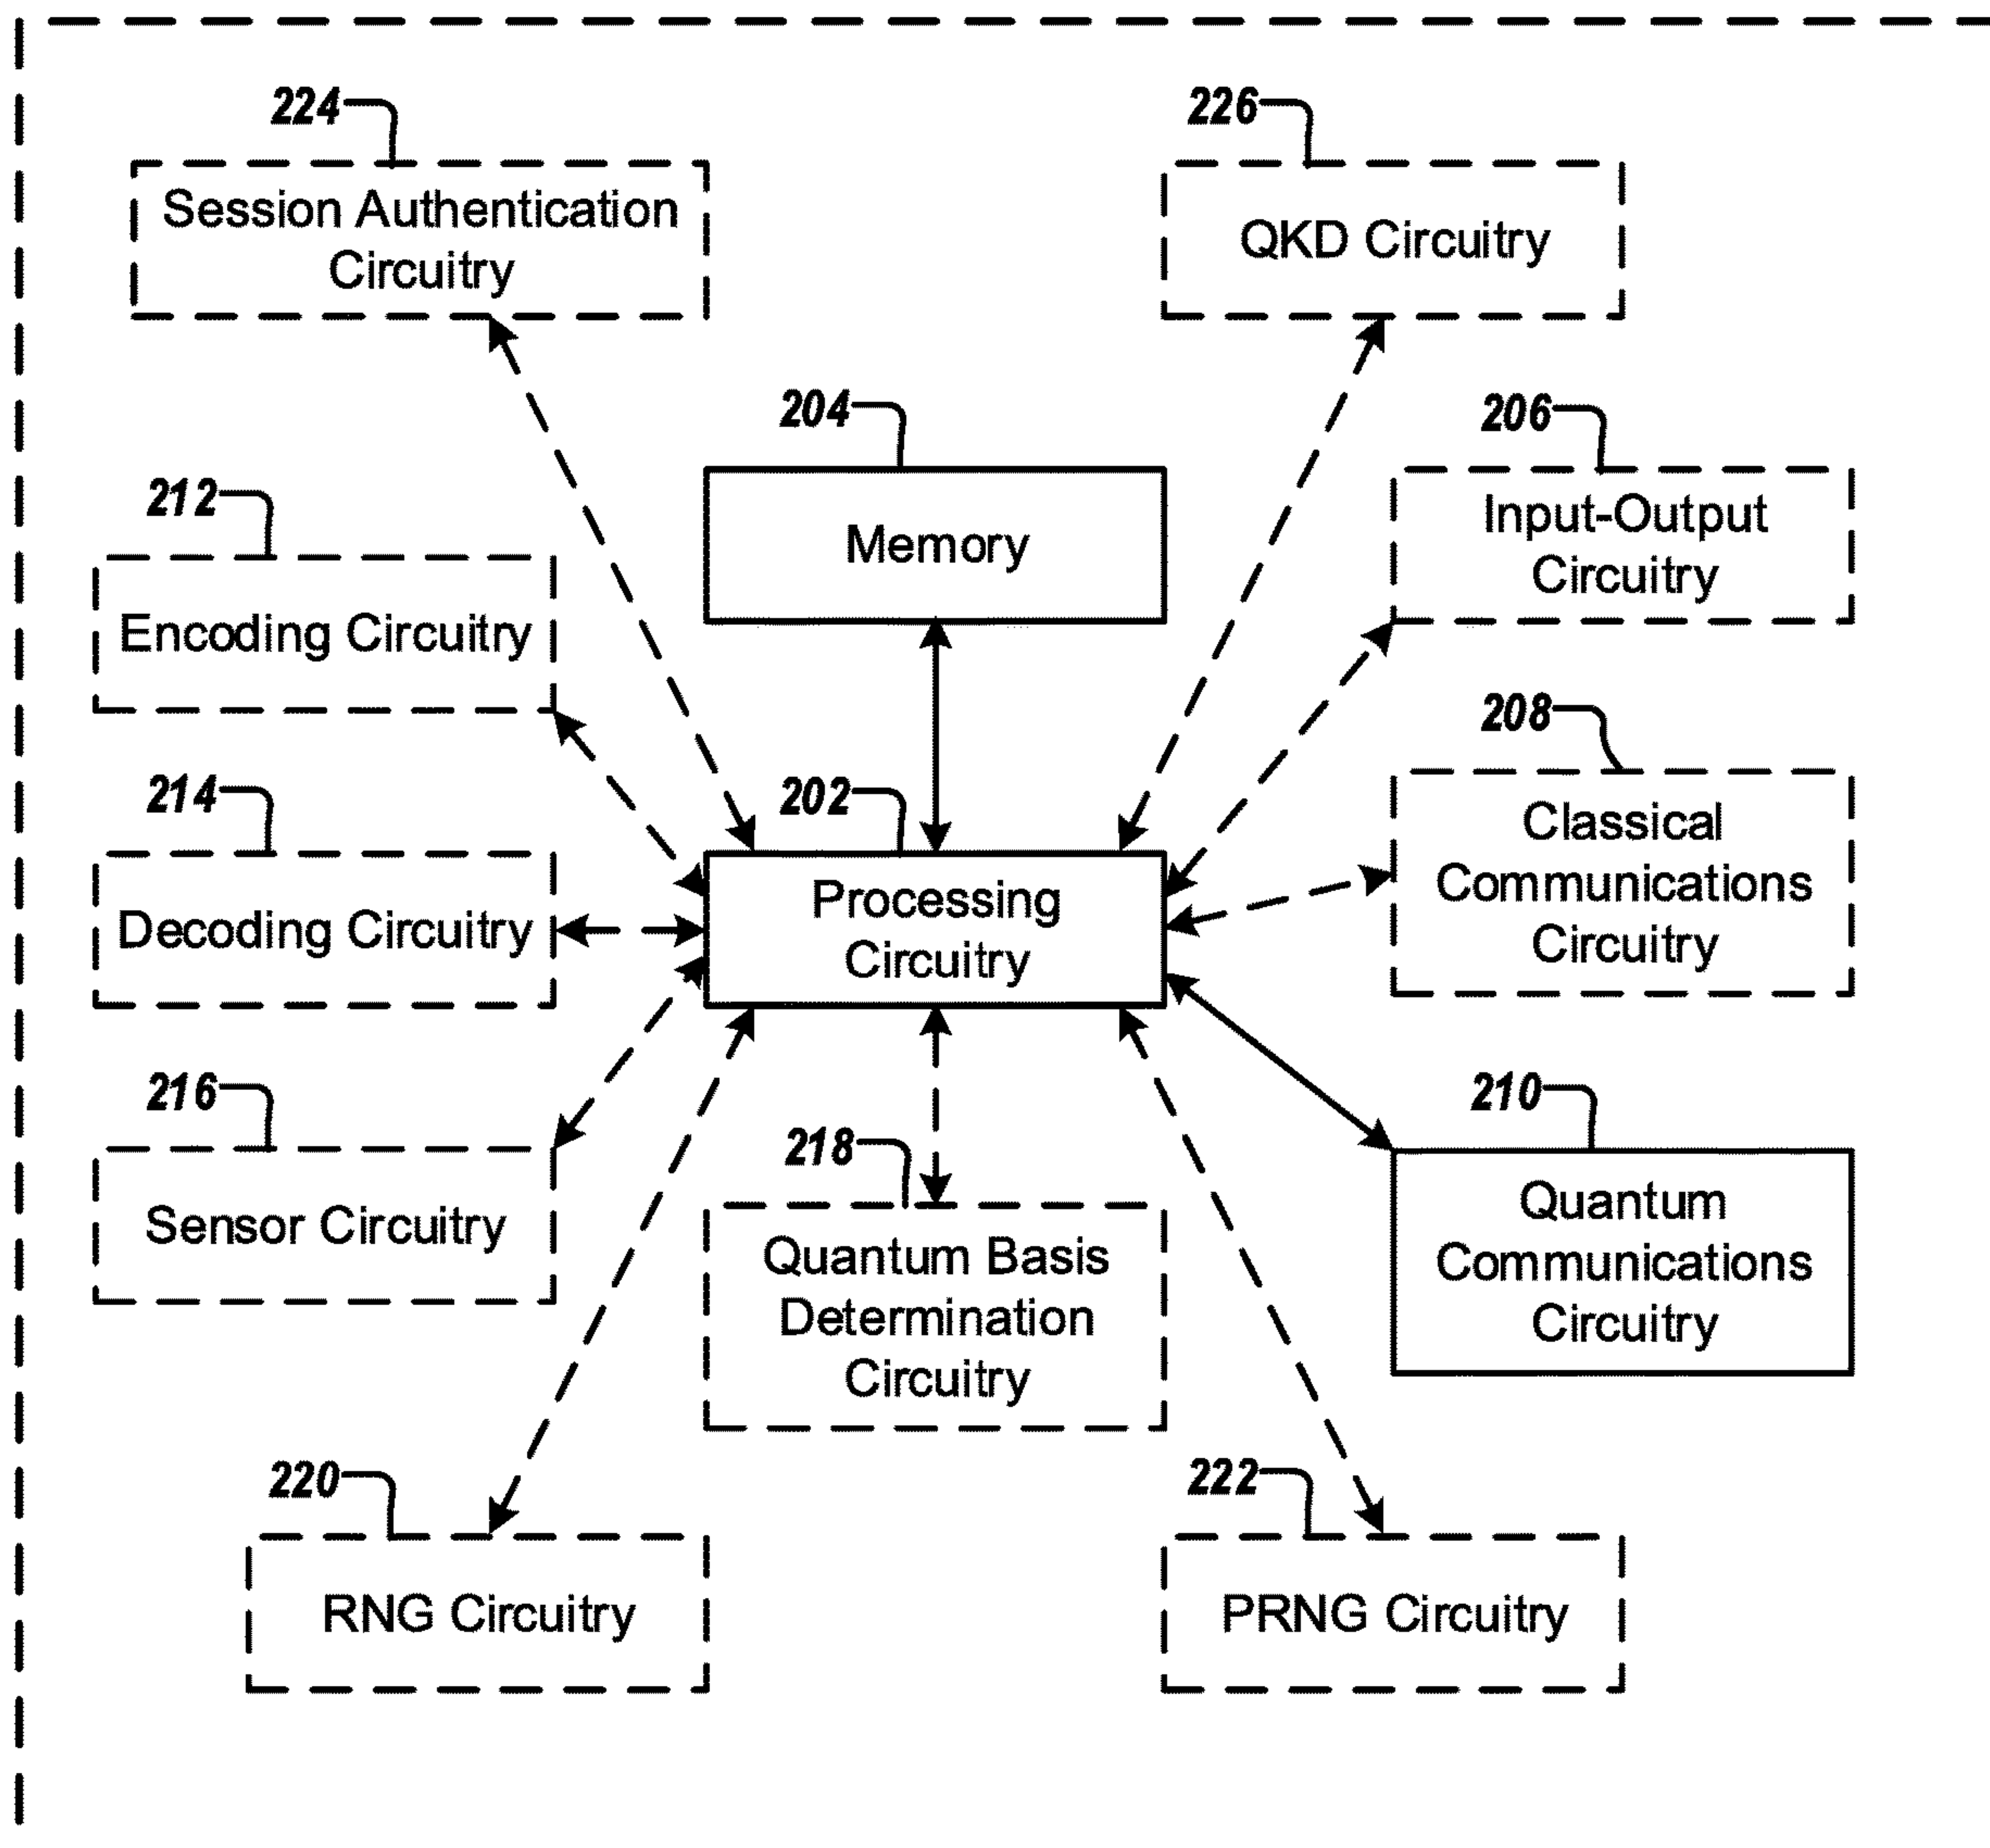 224
Session Authentication
Circuitry
226
QKD Circuitry
204
Memory
206
Input-Output
Circuitry
212
Encoding Circuitry
208
Classical
Communications
Circuitry
202
Processing
Circuitry
214
Decoding Circuitry
210
Quantum
Communications
Circuitry
216
Sensor Circuitry
218
Quantum Basis
Determination
Circuitry
220
RNG Circuitry
222
PRNG Circuitry